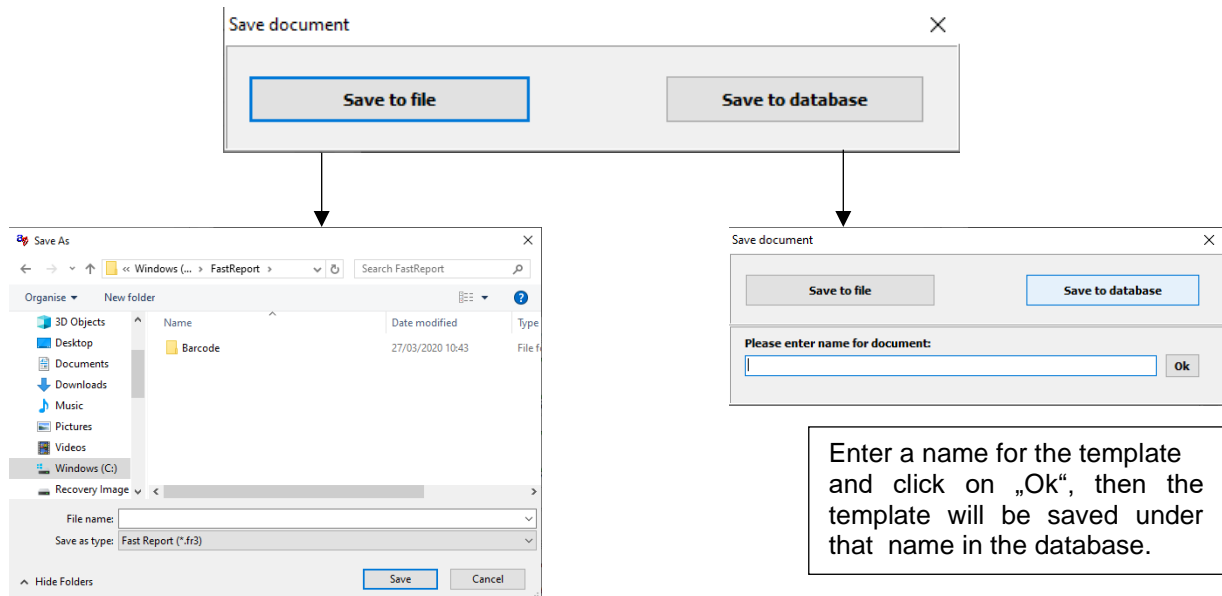 Save document
Save to file
Save to database
Save As
« Windows (... › FastReport ›
Search FastReport
Organise
New folder
3D Objects
Desktop
Documents
Downloads
Music
Pictures
Videos
Windows (C:)
Recovery Image
Name
Date modified
Type
Barcode
27/03/2020 10:43
File f
File name:
Save as type: Fast Report (*.fr3)
Hide Folders
Save
Cancel
Save document
Save to file
Save to database
Please enter name for document:
Ok
Enter a name for the template
and click on „Ok“, then the
template will be saved under
that name in the database.